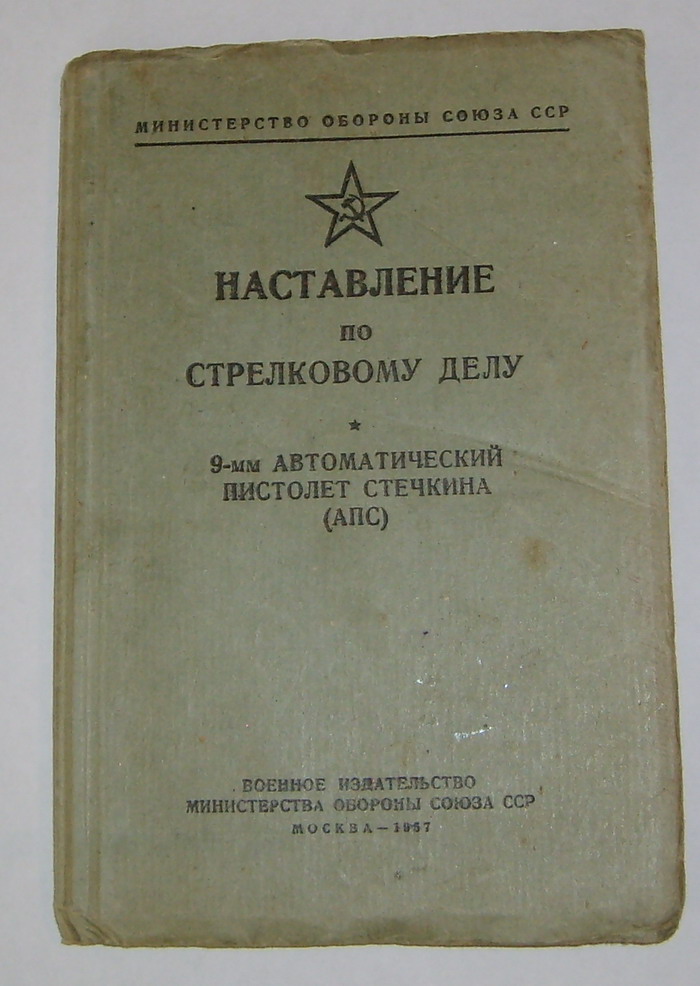 МИНИСТЕРСТВО ОБОРОНЫ СОЮЗА ССР
НАСТАВЛЕНИЕ
ПО
СТРЕЛКОВОМУ ДЕЛУ
9-мм АВТОМАТИЧЕСКИЙ
ПИСТОЛЕТ СТЕЧКИНА
(АПС)
ВОЕННОЕ ИЗДАТЕЛЬСТВО
МИНИСТЕРСТВА ОБОРОНЫ СОЮЗА ССР
МОСКВА — 1957